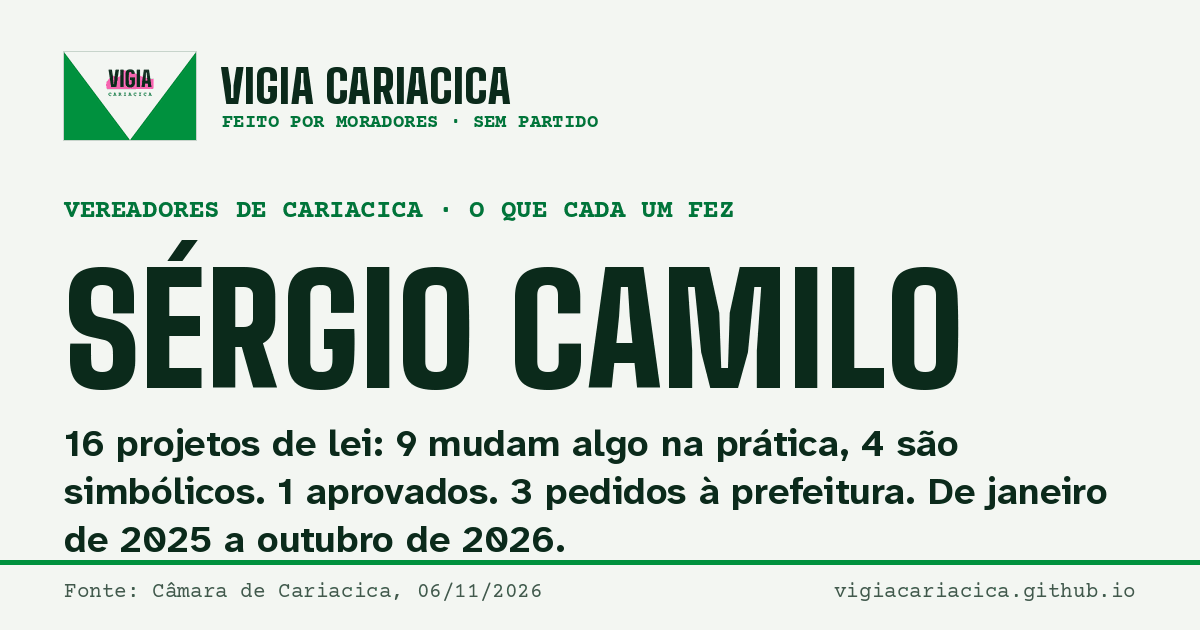 VIGIA
CARIACICA
VIGIA CARIACICA
FEITO POR MORADORES · SEM PARTIDO
VEREADORES DE CARIACICA · O QUE CADA UM FEZ
SÉRGIO CAMILO
16 projetos de lei: 9 mudam algo na prática, 4 são
simbólicos. 1 aprovados. 3 pedidos à prefeitura. De janeiro
de 2025 a outubro de 2026.
Fonte: Câmara de Cariacica, 06/11/2026
vigiacariacica.github.io